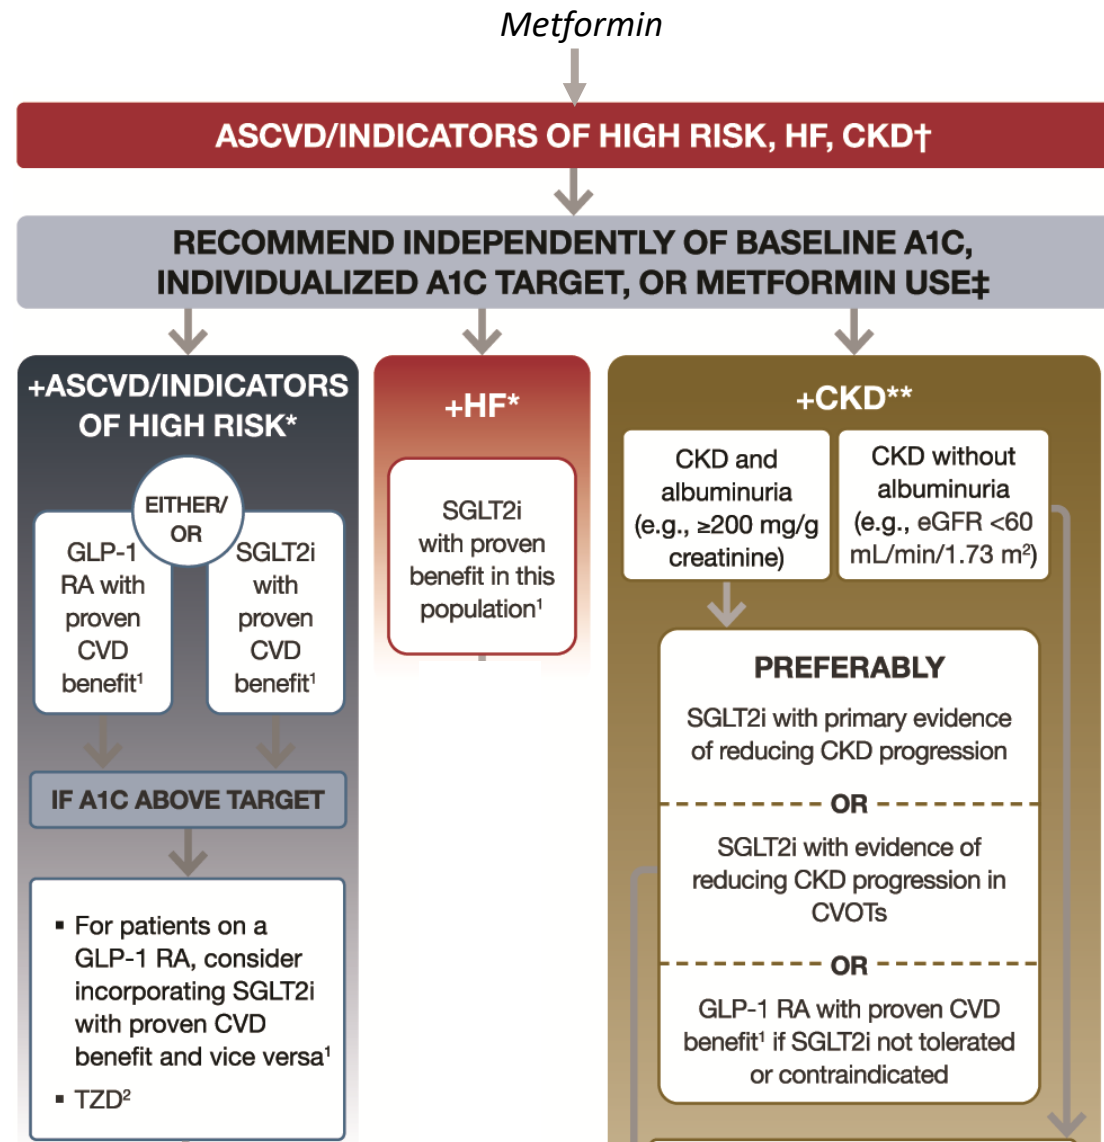 Metformin
ASCVD/INDICATORS OF HIGH RISK, HF, CKD†
RECOMMEND INDEPENDENTLY OF BASELINE A1C,
INDIVIDUALIZED A1C TARGET, OR METFORMIN USE‡
+ASCVD/INDICATORS
OF HIGH RISK*
EITHER/
OR
GLP-1
RA with
proven
CVD
benefit¹
SGLT2i
with
proven
CVD
benefit¹
IF A1C ABOVE TARGET
▪ For patients on a
GLP-1 RA, consider
incorporating SGLT2i
with proven CVD
benefit and vice versa¹
▪ TZD²
+HF*
SGLT2i
with proven
benefit in this
population¹
+CKD**
CKD and
albuminuria
(e.g., ≥200 mg/g
creatinine)
CKD without
albuminuria
(e.g., eGFR <60
mL/min/1.73 m²)
PREFERABLY
SGLT2i with primary evidence
of reducing CKD progression
OR
SGLT2i with evidence of
reducing CKD progression in
CVOTs
OR
GLP-1 RA with proven CVD
benefit¹ if SGLT2i not tolerated
or contraindicated